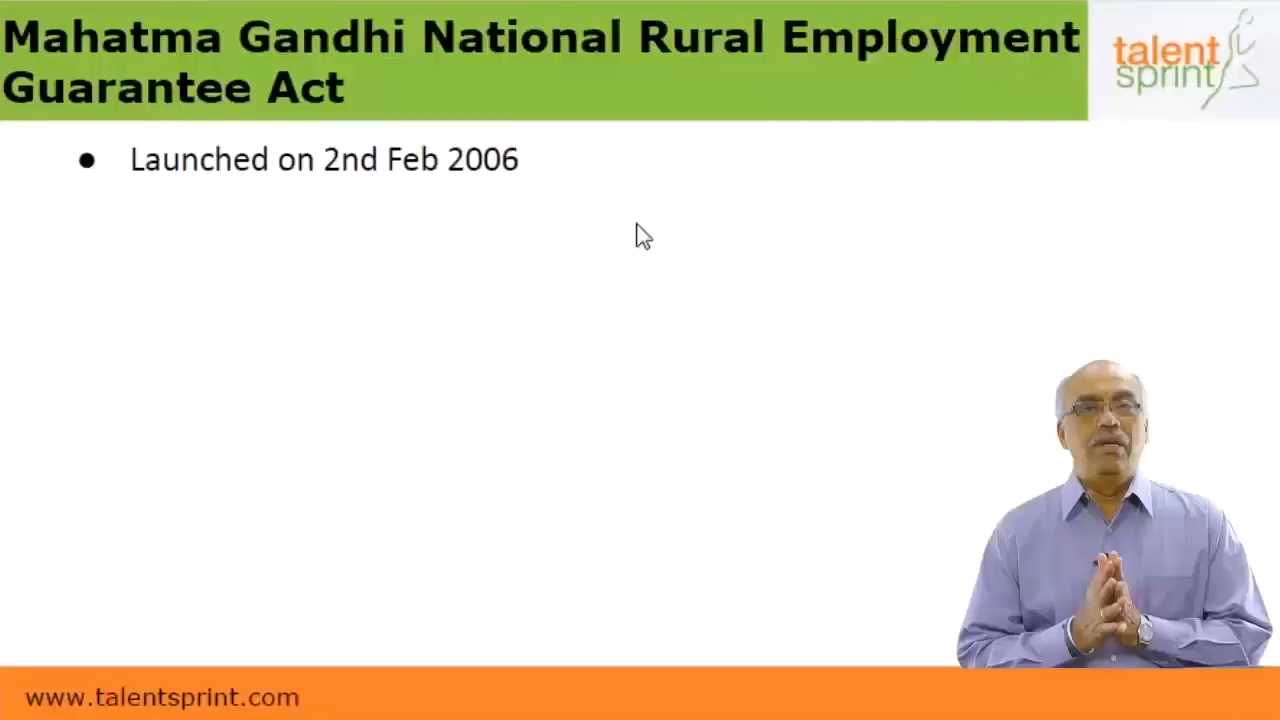 Mahatma Gandhi National Rural Employment
Guarantee Act
talent
sprint
● Launched on 2nd Feb 2006
www.talentsprint.com